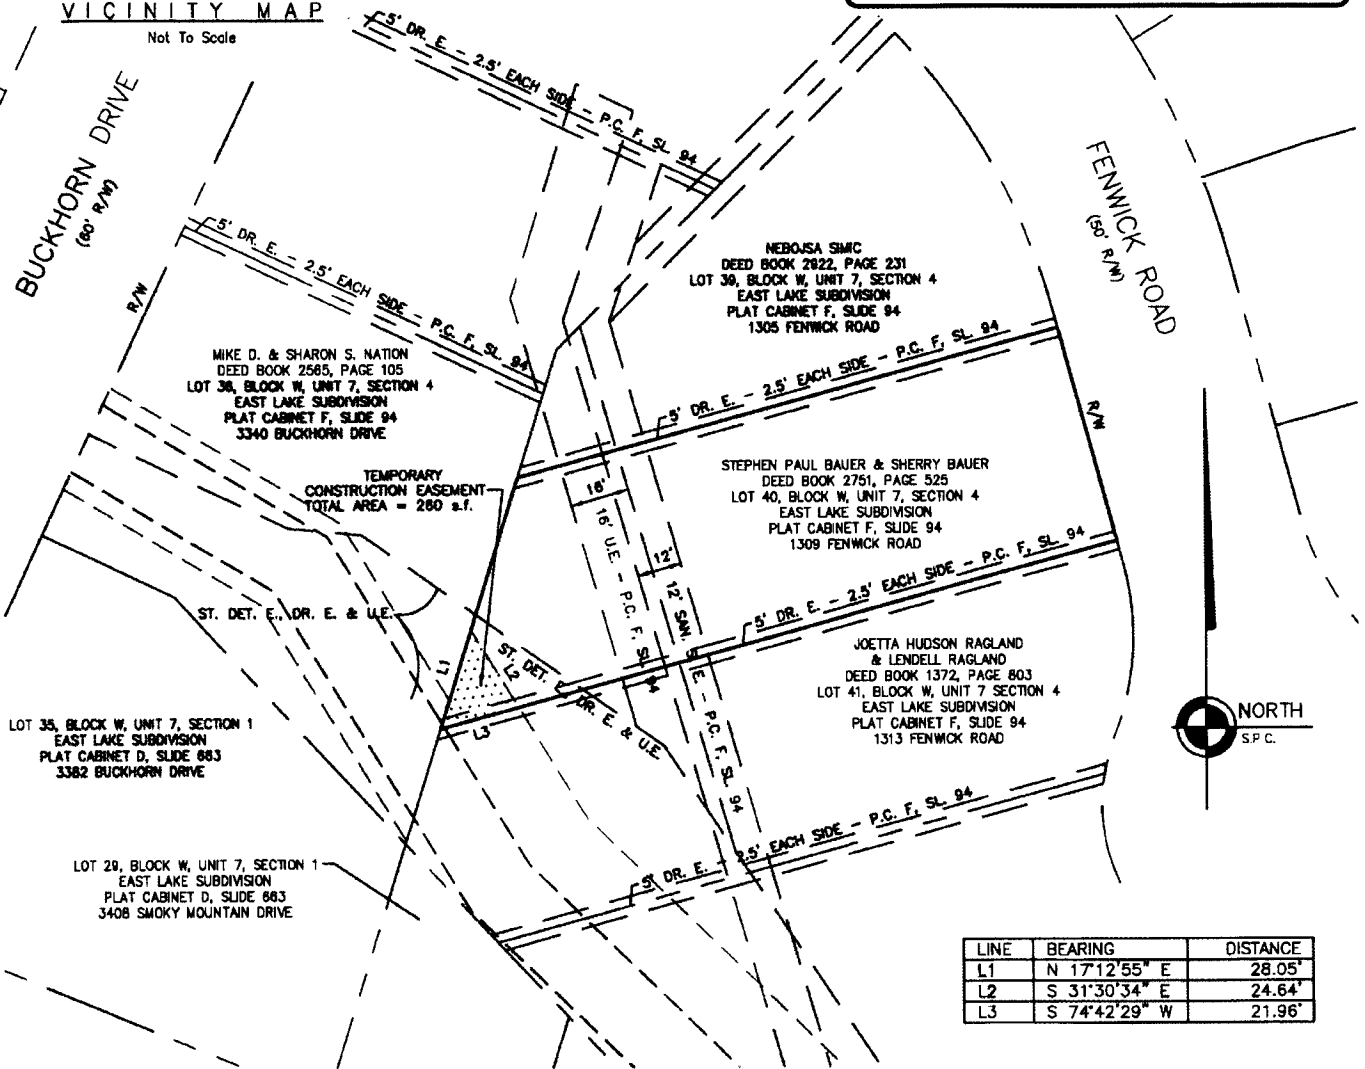 VICINITY MAP
Not To Scale
BUCKHORN DRIVE
(60' R/W)
R/W
5' DR. E. - 2.5' EACH SIDE - P.C. F, SL. 94
5' DR. E. - 2.5' EACH SIDE - P.C. F, SL. 94
FENWICK ROAD
(50' R/W)
R/W
NEBOJSA SIMIC
DEED BOOK 2822, PAGE 231
LOT 39, BLOCK W, UNIT 7, SECTION 4
EAST LAKE SUBDIVISION
PLAT CABINET F, SLIDE 94
1305 FENWICK ROAD
5' DR. E. - 2.5' EACH SIDE - P.C. F, SL. 94
MIKE D. & SHARON S. NATION
DEED BOOK 2565, PAGE 105
LOT 36, BLOCK W, UNIT 7, SECTION 4
EAST LAKE SUBDIVISION
PLAT CABINET F, SLIDE 94
3340 BUCKHORN DRIVE
TEMPORARY
CONSTRUCTION EASEMENT
TOTAL AREA = 260 s.f.
STEPHEN PAUL BAUER & SHERRY BAUER
DEED BOOK 2751, PAGE 525
LOT 40, BLOCK W, UNIT 7, SECTION 4
EAST LAKE SUBDIVISION
PLAT CABINET F, SLIDE 94
1309 FENWICK ROAD
16'
16' U.E. - P.C. F, SL. 94
12'
12' SAN. S.E. - P.C. F, SL. 94
5' DR. E. - 2.5' EACH SIDE - P.C. F, SL. 94
ST. DET. E., DR. E. & U.E.
L1
L2
L3
ST. DET. E., DR. E. & U.E.
JOETTA HUDSON RAGLAND
& LENDELL RAGLAND
DEED BOOK 1372, PAGE 803
LOT 41, BLOCK W, UNIT 7 SECTION 4
EAST LAKE SUBDIVISION
PLAT CABINET F, SLIDE 94
1313 FENWICK ROAD
NORTH
S.P.C.
LOT 35, BLOCK W, UNIT 7, SECTION 1
EAST LAKE SUBDIVISION
PLAT CABINET D, SLIDE 663
3382 BUCKHORN DRIVE
5' DR. E. - 2.5' EACH SIDE - P.C. F, SL. 94
LOT 29, BLOCK W, UNIT 7, SECTION 1
EAST LAKE SUBDIVISION
PLAT CABINET D, SLIDE 663
3408 SMOKY MOUNTAIN DRIVE
LINE BEARING DISTANCE
L1 N 17°12'55" E 28.05'
L2 S 31°30'34" E 24.64'
L3 S 74°42'29" W 21.96'